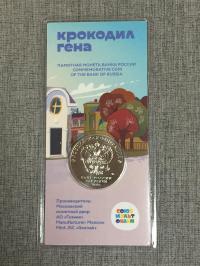 КРОКОДИЛ
ГЕНА
ПАМЯТНАЯ МОНЕТА БАНКА РОССИИ
COMMEMORATIVE COIN
OF THE BANK OF RUSSIA
Производитель:
Московский
монетный двор
АО «Гознак»
Manufacturer: Moscow
Mint, JSC «Goznak»
СОЮЗ
МУЛЬТ
ФИЛЬМ